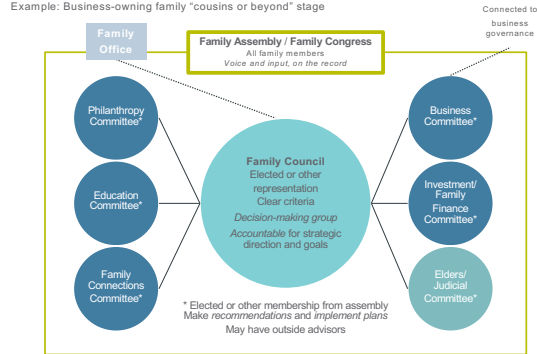 Example: Business-owning family “cousins or beyond” stage
Connected to
business
governance
Family
Office
Family Assembly / Family Congress
All family members
Voice and input, on the record
Philanthropy
Committee*
Education
Committee*
Family
Connections
Committee*
Family Council
Elected or other
representation
Clear criteria
Decision-making group
Accountable for strategic
direction and goals
Business
Committee*
Investment/
Family
Finance
Committee*
Elders/
Judicial
Committee*
* Elected or other membership from assembly
Make recommendations and implement plans
May have outside advisors